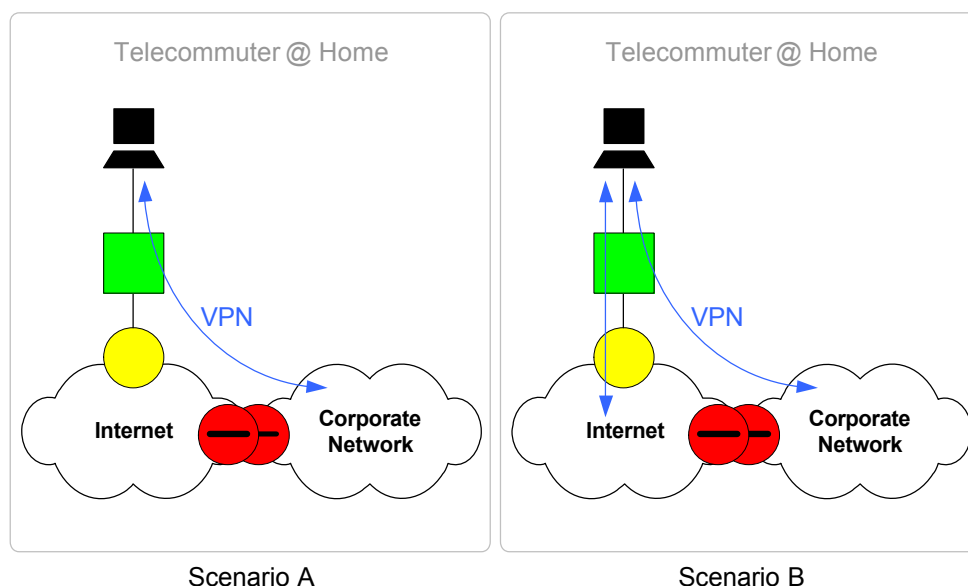 Telecommuter @ Home
VPN
Internet
Corporate
Network
Scenario A
Telecommuter @ Home
VPN
Internet
Corporate
Network
Scenario B